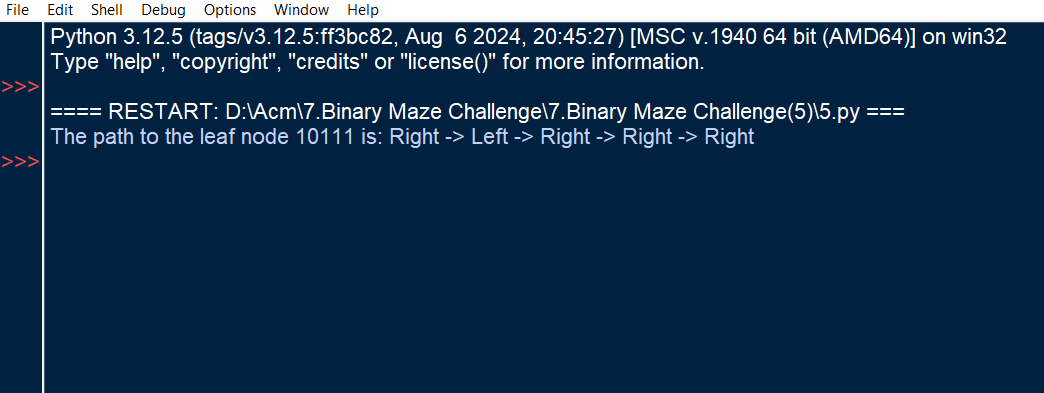 File Edit Shell Debug Options Window Help
Python 3.12.5 (tags/v3.12.5:ff3bc82, Aug  6 2024, 20:45:27) [MSC v.1940 64 bit (AMD64)] on win32
Type "help", "copyright", "credits" or "license()" for more information.
>>>
==== RESTART: D:\Acm\7.Binary Maze Challenge\7.Binary Maze Challenge(5)\5.py ===
The path to the leaf node 10111 is: Right -> Left -> Right -> Right -> Right
>>>